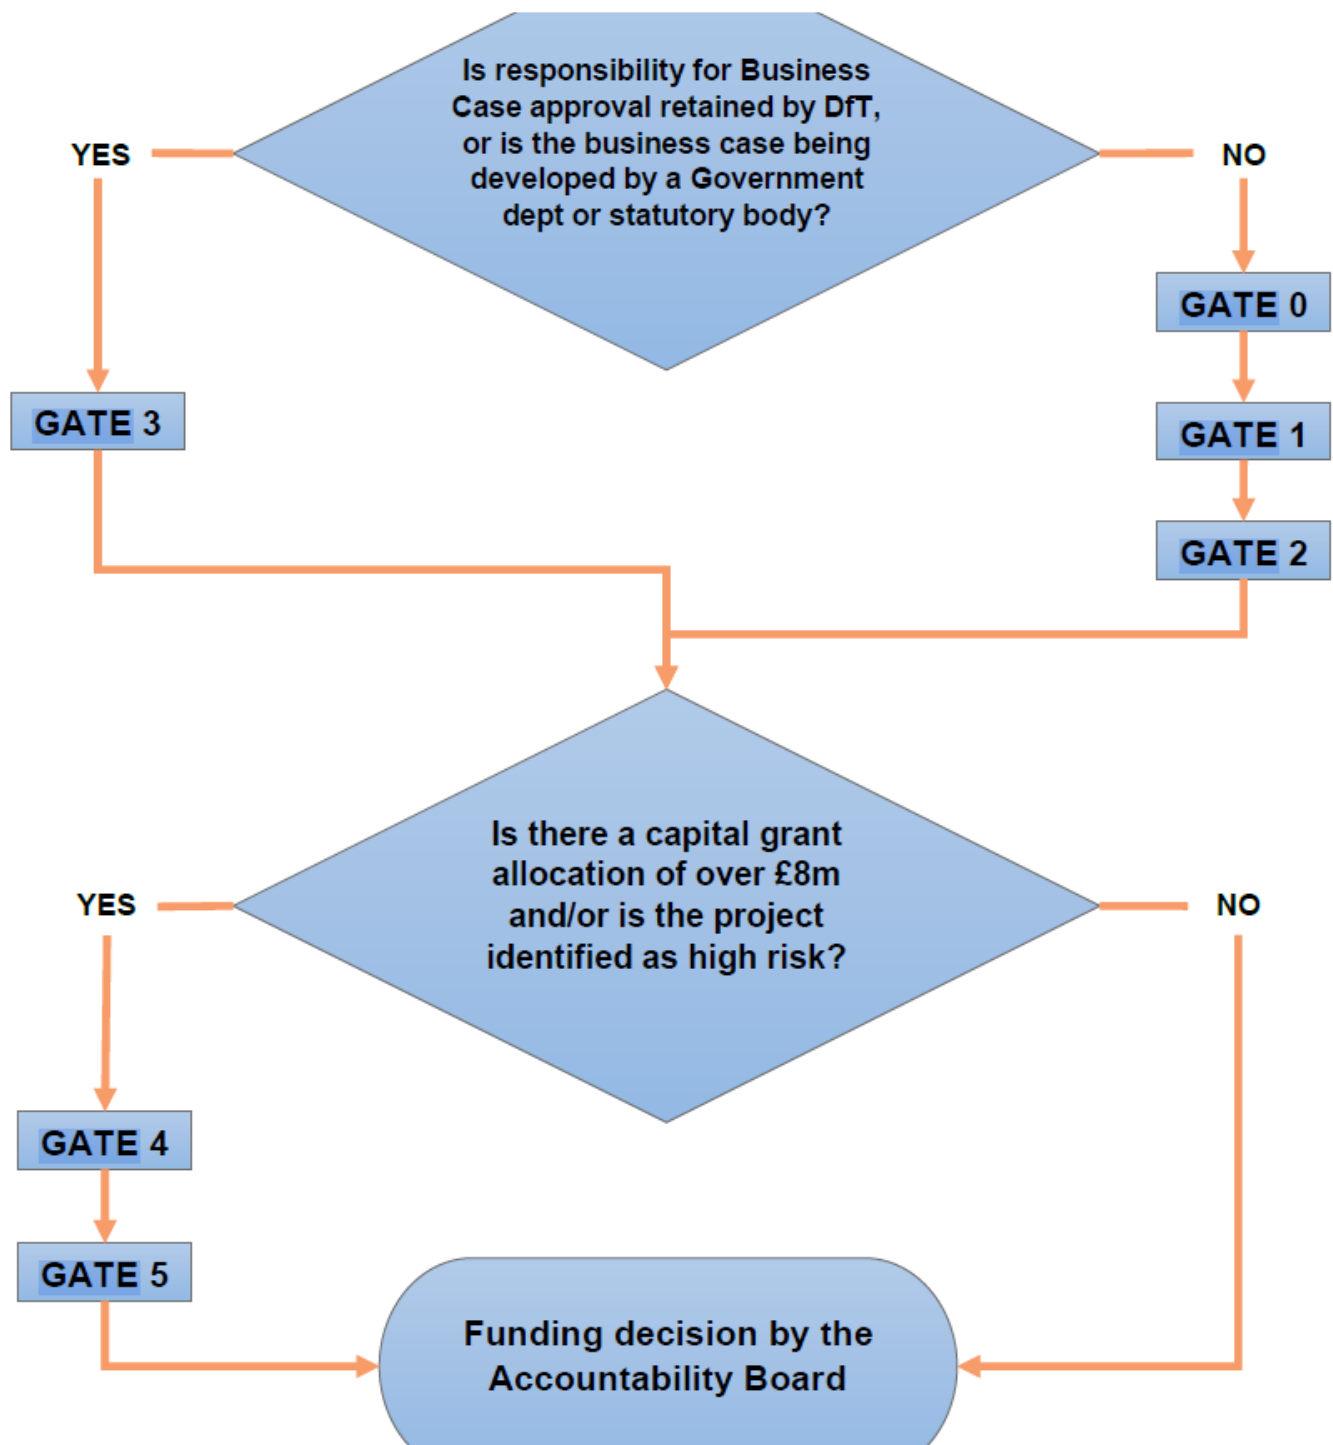 Is responsibility for Business
Case approval retained by DfT,
or is the business case being
developed by a Government
dept or statutory body?
YES
NO
GATE 0
GATE 3
GATE 1
GATE 2
Is there a capital grant
allocation of over £8m
and/or is the project
identified as high risk?
YES
NO
GATE 4
GATE 5
Funding decision by the
Accountability Board